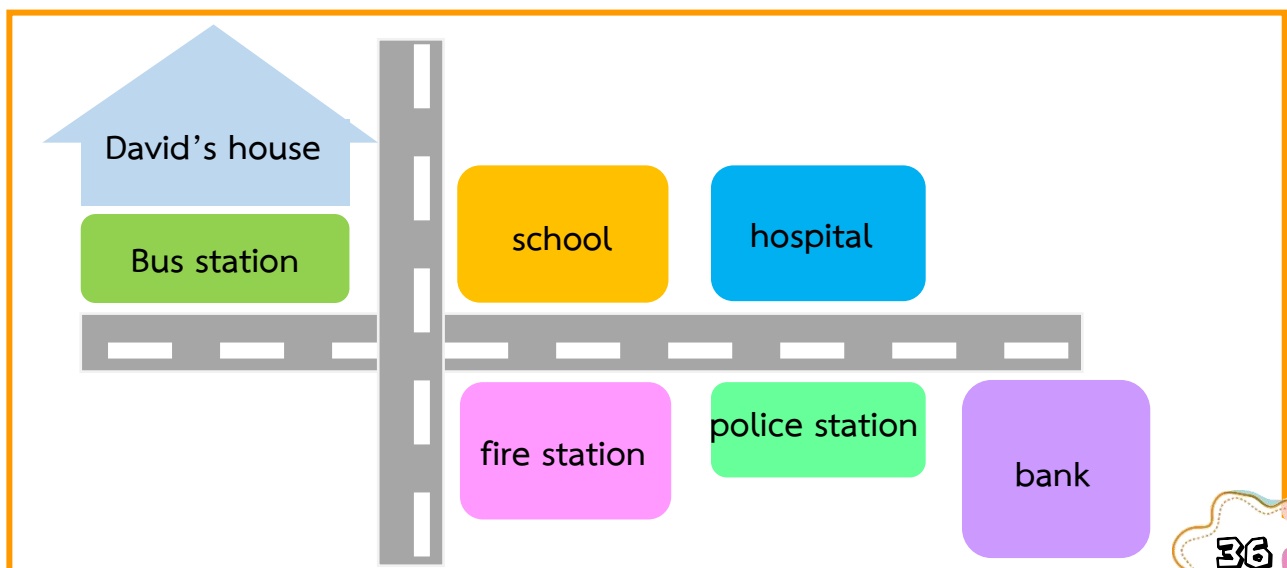 David's house
Bus station
school
hospital
fire station
police station
bank
36